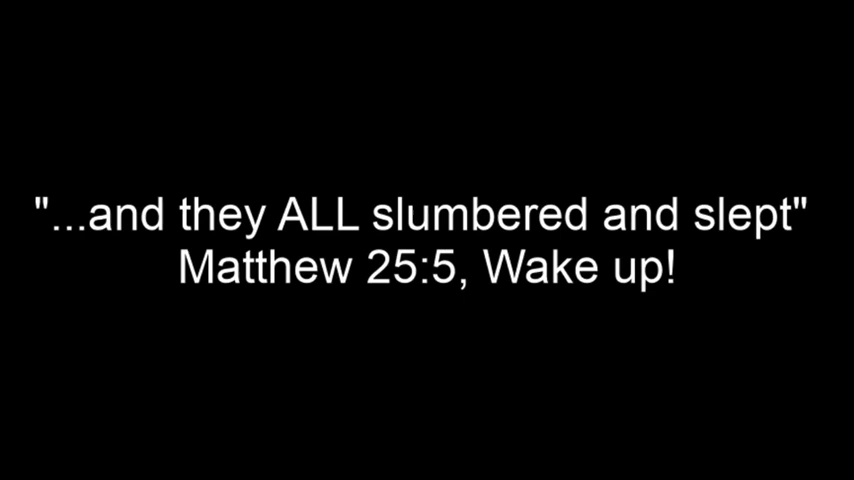 "...and they ALL slumbered and slept"
Matthew 25:5, Wake up!